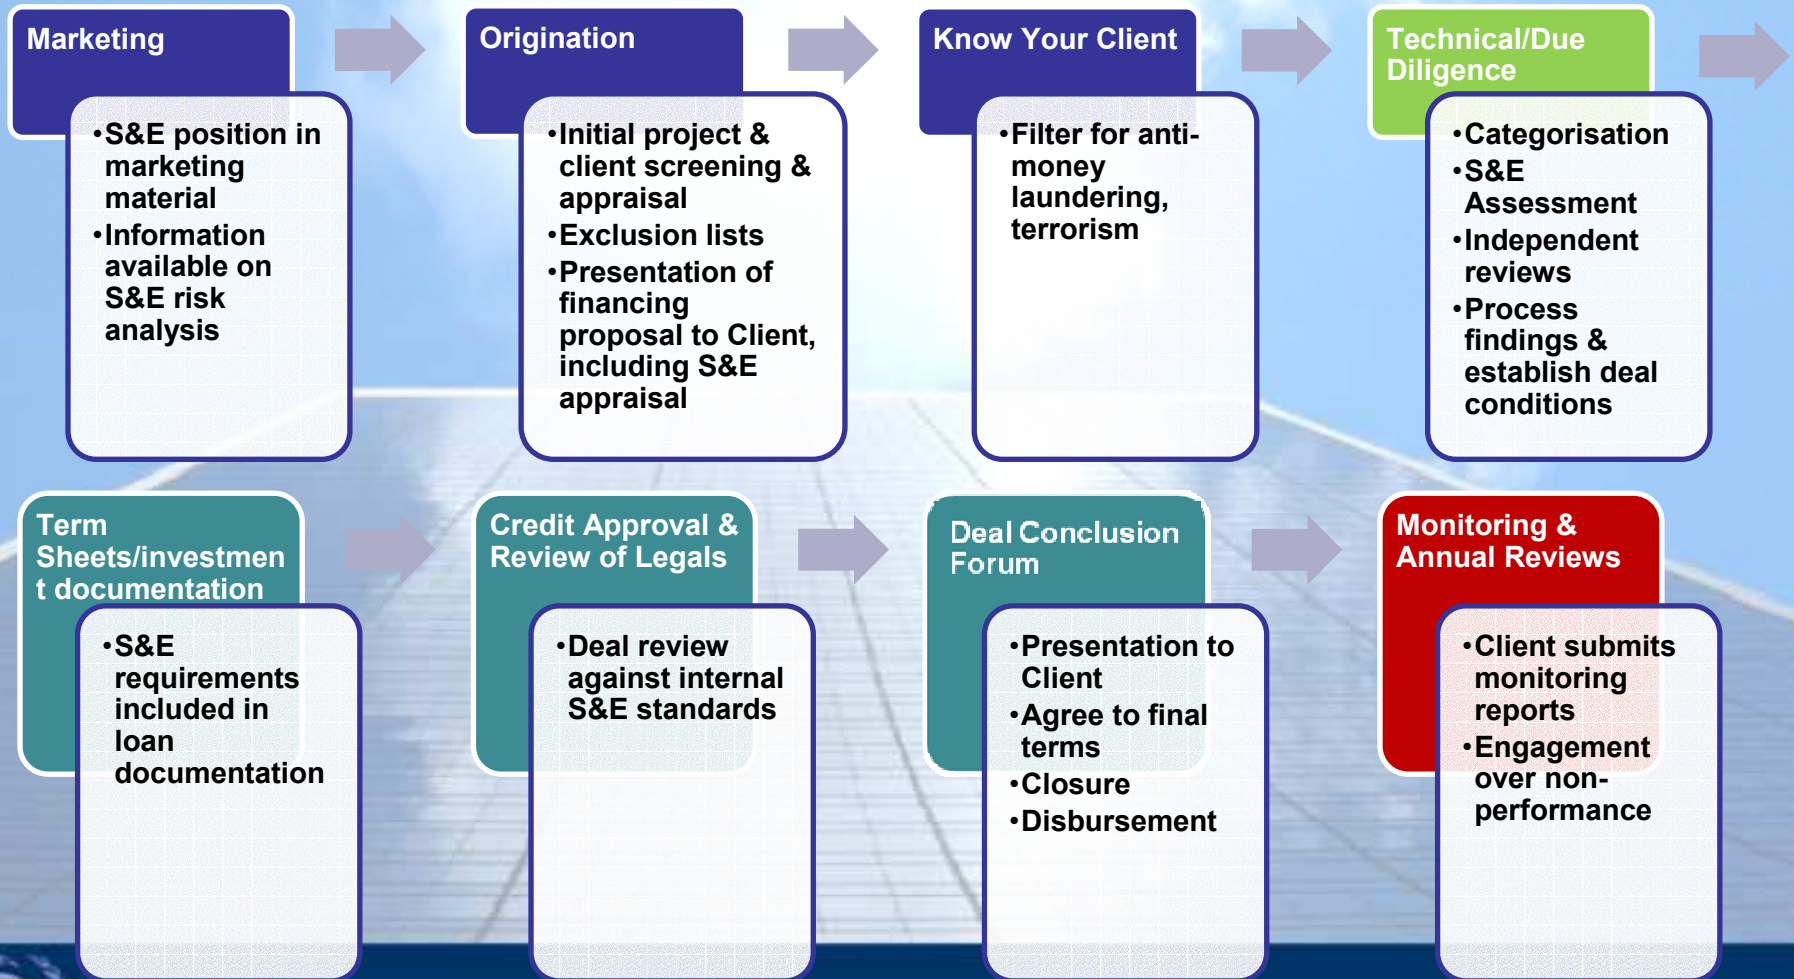 Marketing
•S&E position in
marketing
material
•Information
available on
S&E risk
analysis
Origination
•Initial project &
client screening &
appraisal
•Exclusion lists
•Presentation of
financing
proposal to Client,
including S&E
appraisal
Know Your Client
•Filter for anti-
money
laundering,
terrorism
Technical/Due
Diligence
•Categorisation
•S&E
Assessment
•Independent
reviews
•Process
findings &
establish deal
conditions
Term
Sheets/investmen
t documentation
•S&E
requirements
included in
loan
documentation
Credit Approval &
Review of Legals
•Deal review
against internal
S&E standards
Deal Conclusion
Forum
•Presentation to
Client
•Agree to final
terms
•Closure
•Disbursement
Monitoring &
Annual Reviews
•Client submits
monitoring
reports
•Engagement
over non-
performance